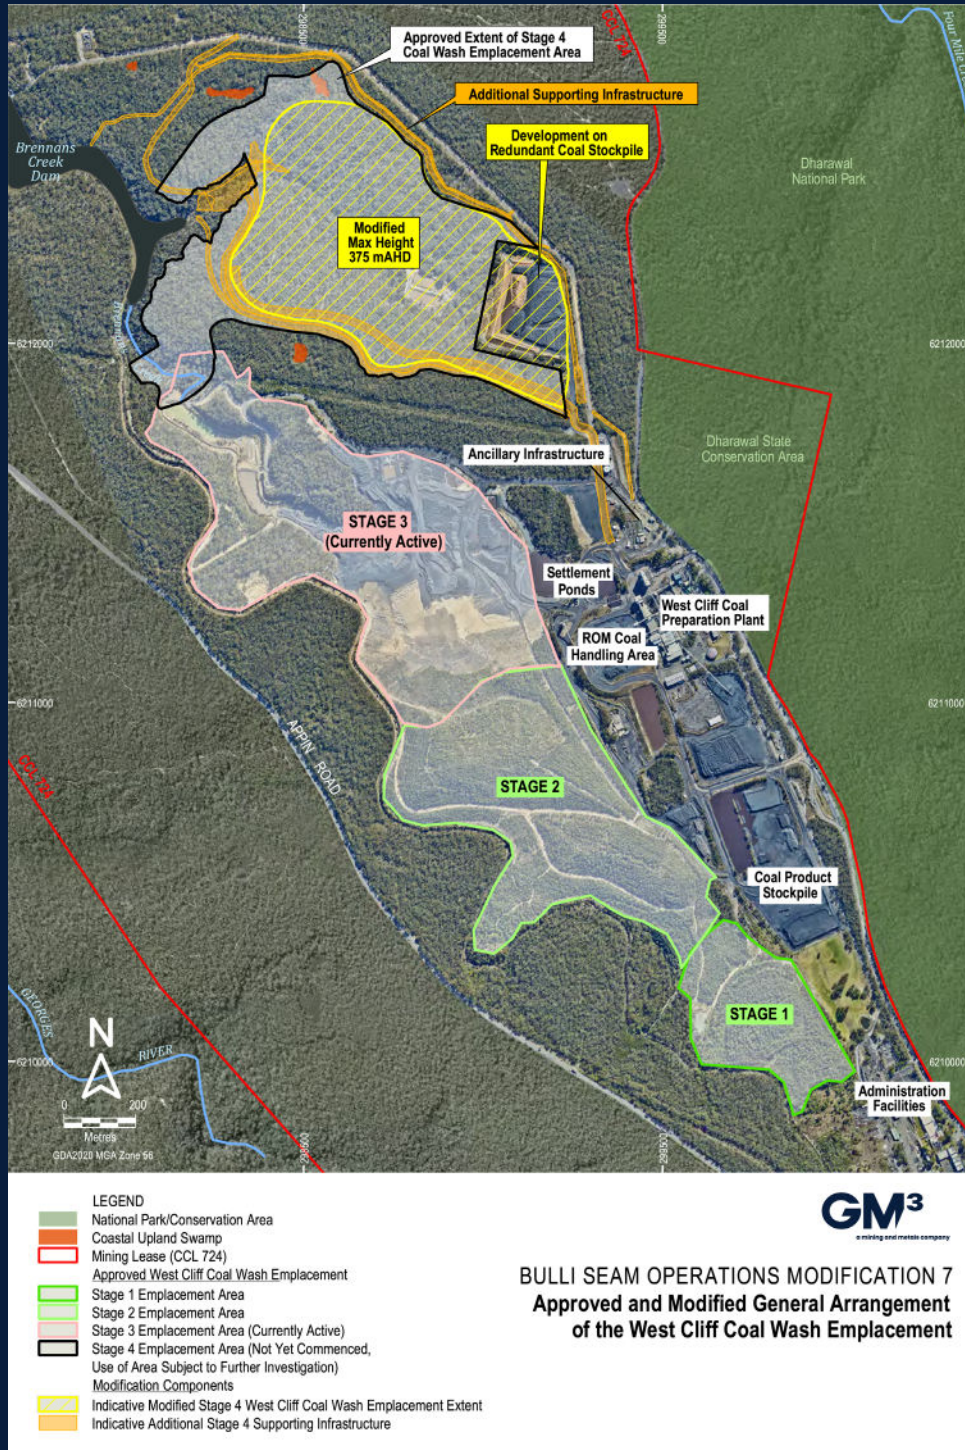 298500
299500
CCL 724
Four Mile Creek
Approved Extent of Stage 4
Coal Wash Emplacement Area
Additional Supporting Infrastructure
Development on
Redundant Coal Stockpile
Brennans
Creek
Dam
Dharawal
National Park
Modified
Max Height
375 mAHD
6212000
6212000
Dharawal State
Conservation Area
Ancillary Infrastructure
STAGE 3
(Currently Active)
Settlement
Ponds
West Cliff Coal
Preparation Plant
ROM Coal
Handling Area
6211000
6211000
APPIN ROAD
CCL 724
STAGE 2
Coal Product
Stockpile
STAGE 1
GEORGES
RIVER
N
6210000
6210000
Administration
Facilities
0 200
Metres
GDA2020 MGA Zone 56
298500
299500
LEGEND
National Park/Conservation Area
Coastal Upland Swamp
Mining Lease (CCL 724)
Approved West Cliff Coal Wash Emplacement
Stage 1 Emplacement Area
Stage 2 Emplacement Area
Stage 3 Emplacement Area (Currently Active)
Stage 4 Emplacement Area (Not Yet Commenced,
Use of Area Subject to Further Investigation)
Modification Components
Indicative Modified Stage 4 West Cliff Coal Wash Emplacement Extent
Indicative Additional Stage 4 Supporting Infrastructure
GM³
a mining and metals company
BULLI SEAM OPERATIONS MODIFICATION 7
Approved and Modified General Arrangement
of the West Cliff Coal Wash Emplacement